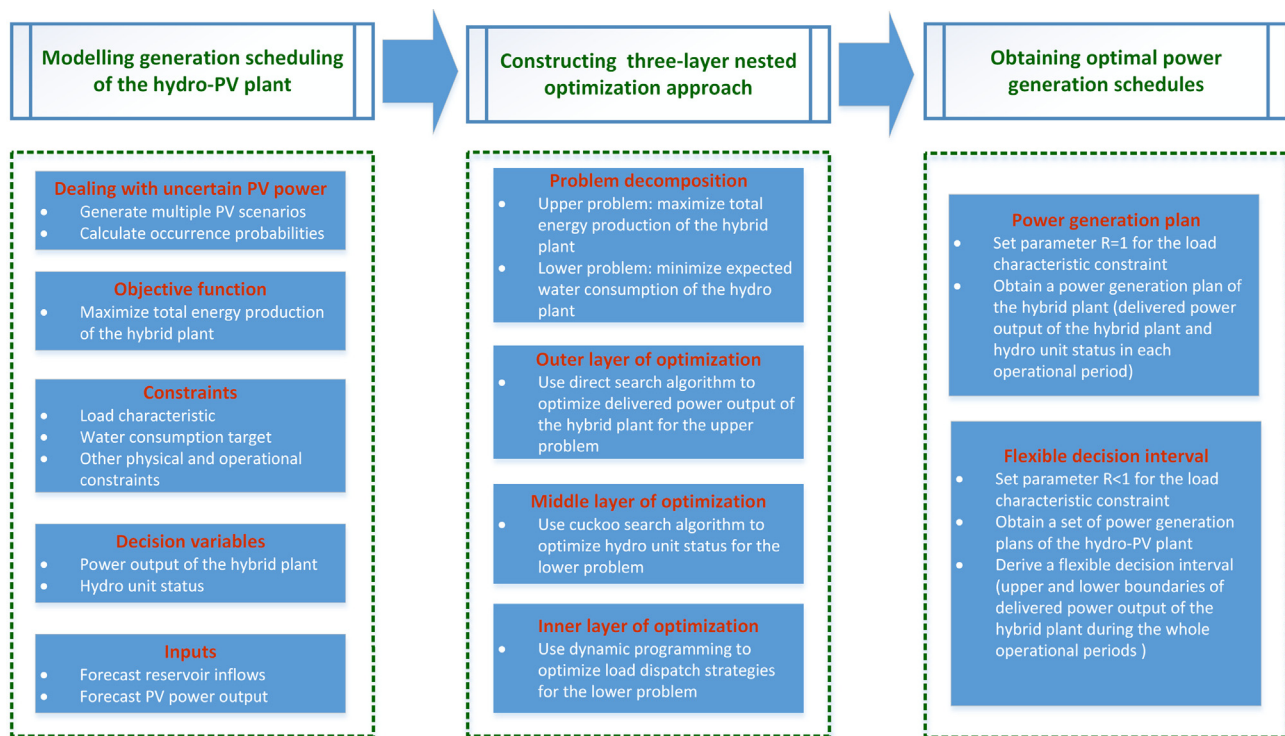 Modelling generation scheduling
of the hydro-PV plant
Constructing three-layer nested
optimization approach
Obtaining optimal power
generation schedules
Dealing with uncertain PV power
• Generate multiple PV scenarios
• Calculate occurrence probabilities
Objective function
• Maximize total energy production
of the hybrid plant
Constraints
• Load characteristic
• Water consumption target
• Other physical and operational
constraints
Decision variables
• Power output of the hybrid plant
• Hydro unit status
Inputs
• Forecast reservoir inflows
• Forecast PV power output
Problem decomposition
• Upper problem: maximize total
energy production of the hybrid
plant
• Lower problem: minimize expected
water consumption of the hydro
plant
Outer layer of optimization
• Use direct search algorithm to
optimize delivered power output of
the hybrid plant for the upper
problem
Middle layer of optimization
• Use cuckoo search algorithm to
optimize hydro unit status for the
lower problem
Inner layer of optimization
• Use dynamic programming to
optimize load dispatch strategies
for the lower problem
Power generation plan
• Set parameter R=1 for the load
characteristic constraint
• Obtain a power generation plan of
the hybrid plant (delivered power
output of the hybrid plant and
hydro unit status in each
operational period)
Flexible decision interval
• Set parameter R<1 for the load
characteristic constraint
• Obtain a set of power generation
plans of the hydro-PV plant
• Derive a flexible decision interval
(upper and lower boundaries of
delivered power output of the
hybrid plant during the whole
operational periods )